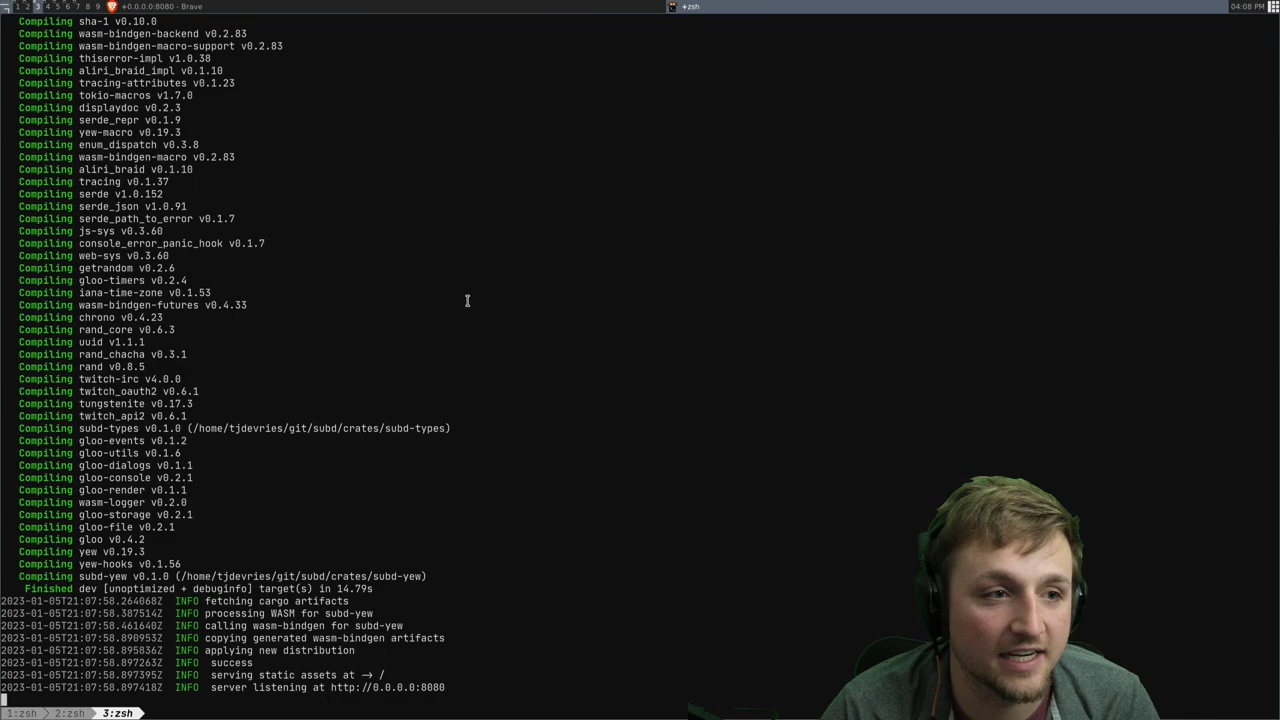 1 2 3 4 5 6 7 8 9 +0.0.0.0:8080 - Brave +zsh 04:08 PM
Compiling sha-1 v0.10.0
Compiling wasm-bindgen-backend v0.2.83
Compiling wasm-bindgen-macro-support v0.2.83
Compiling thiserror-impl v1.0.38
Compiling aliri_braid_impl v0.1.10
Compiling tracing-attributes v0.1.23
Compiling tokio-macros v1.7.0
Compiling displaydoc v0.2.3
Compiling serde_repr v0.1.9
Compiling yew-macro v0.19.3
Compiling enum_dispatch v0.3.8
Compiling wasm-bindgen-macro v0.2.83
Compiling aliri_braid v0.1.10
Compiling tracing v0.1.37
Compiling serde v1.0.152
Compiling serde_json v1.0.91
Compiling serde_path_to_error v0.1.7
Compiling js-sys v0.3.60
Compiling console_error_panic_hook v0.1.7
Compiling web-sys v0.3.60
Compiling getrandom v0.2.6
Compiling gloo-timers v0.2.4
Compiling iana-time-zone v0.1.53
Compiling wasm-bindgen-futures v0.4.33
Compiling chrono v0.4.23
Compiling rand_core v0.6.3
Compiling uuid v1.1.1
Compiling rand_chacha v0.3.1
Compiling rand v0.8.5
Compiling twitch-irc v4.0.0
Compiling twitch_oauth2 v0.6.1
Compiling tungstenite v0.17.3
Compiling twitch_api2 v0.6.1
Compiling subd-types v0.1.0 (/home/tjdevries/git/subd/crates/subd-types)
Compiling gloo-events v0.1.2
Compiling gloo-utils v0.1.6
Compiling gloo-dialogs v0.1.1
Compiling gloo-console v0.2.1
Compiling gloo-render v0.1.1
Compiling wasm-logger v0.2.0
Compiling gloo-storage v0.2.1
Compiling gloo-file v0.2.1
Compiling gloo v0.4.2
Compiling yew v0.19.3
Compiling yew-hooks v0.1.56
Compiling subd-yew v0.1.0 (/home/tjdevries/git/subd/crates/subd-yew)
Finished dev [unoptimized + debuginfo] target(s) in 14.79s
2023-01-05T21:07:58.264068Z INFO fetching cargo artifacts
2023-01-05T21:07:58.387514Z INFO processing WASM for subd-yew
2023-01-05T21:07:58.461640Z INFO calling wasm-bindgen for subd-yew
2023-01-05T21:07:58.890953Z INFO copying generated wasm-bindgen artifacts
2023-01-05T21:07:58.895836Z INFO applying new distribution
2023-01-05T21:07:58.897263Z INFO success
2023-01-05T21:07:58.897395Z INFO serving static assets at -> /
2023-01-05T21:07:58.897418Z INFO server listening at http://0.0.0.0:8080
1:zsh 2:zsh 3:zsh